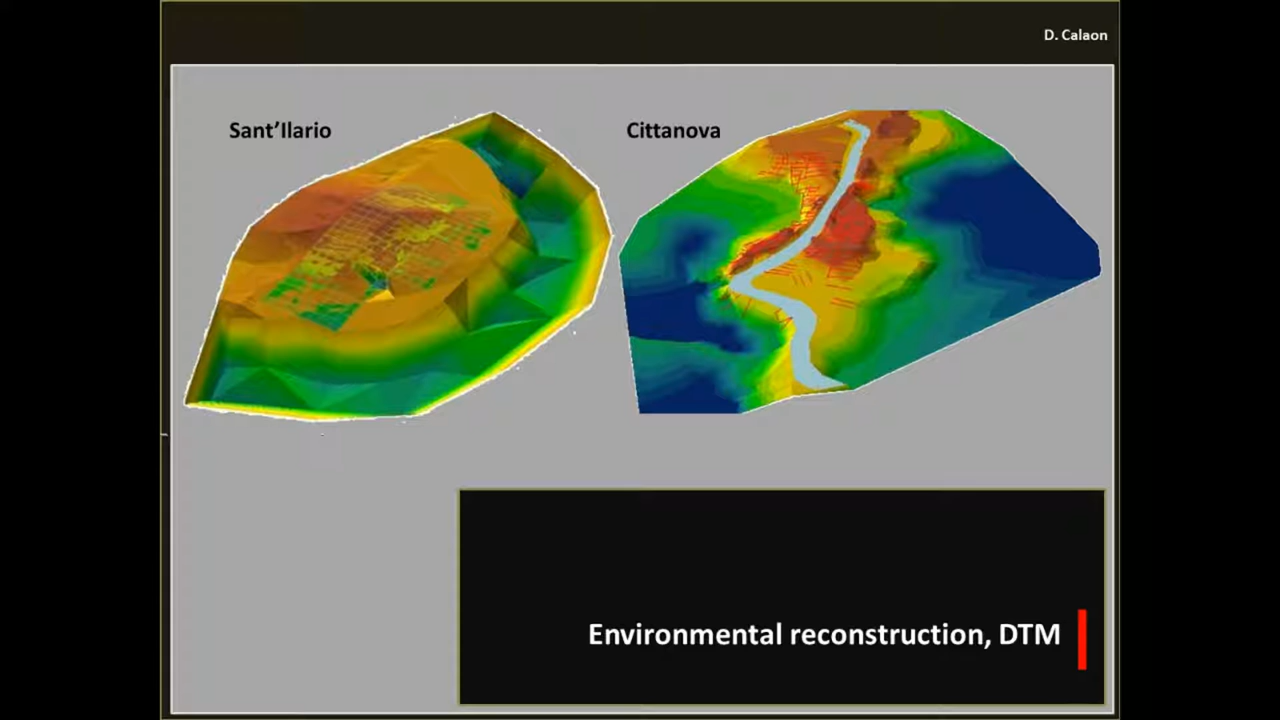 D. Calaon
Sant’Ilario
Cittanova
Environmental reconstruction, DTM